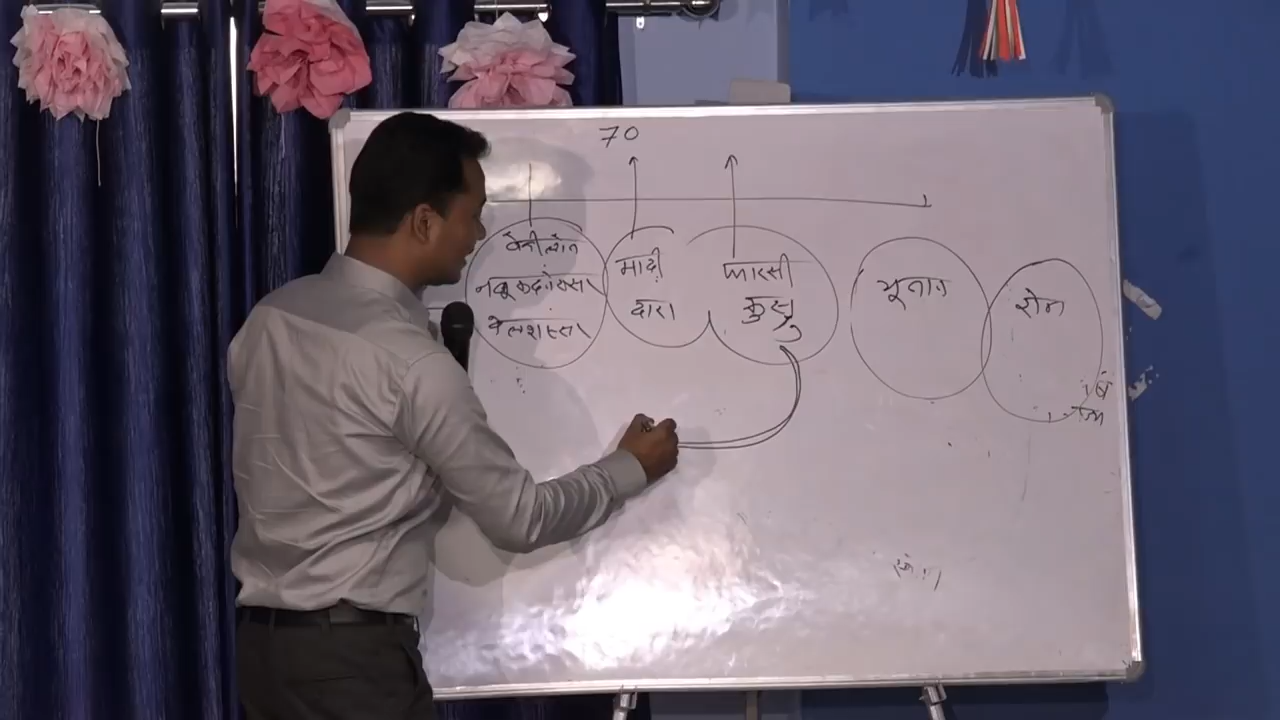 70
बेबीलोन
नबूकदनेस्सर
बेलशस्सर
मादी
दारा
फारसी
कुस्रू
यूनान
रोम